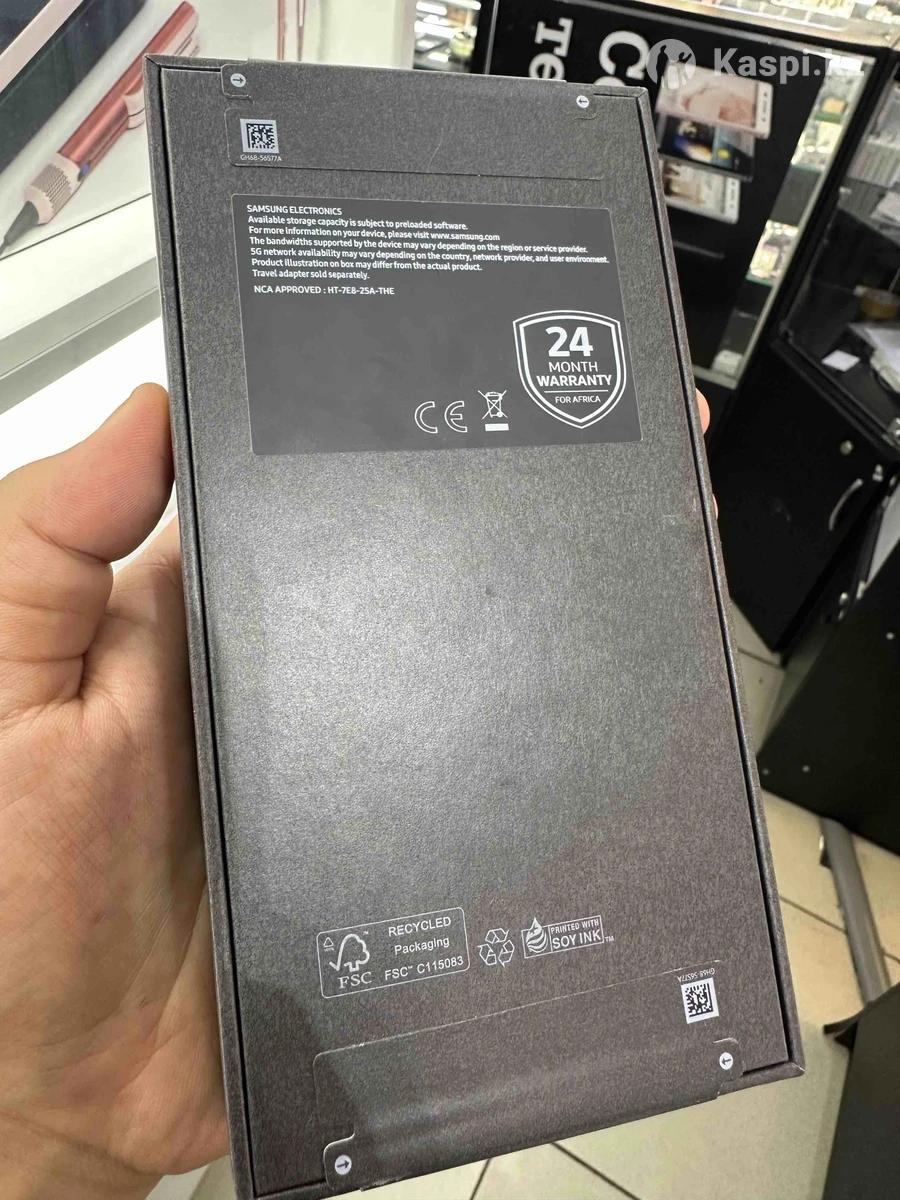 Kaspi.kz
GH68-56577A
SAMSUNG ELECTRONICS
Available storage capacity is subject to preloaded software.
For more information on your device, please visit www.samsung.com
The bandwidths supported by the device may vary depending on the region or service provider.
5G network availability may vary depending on the country, network provider, and user environment.
Product illustration on box may differ from the actual product.
Travel adapter sold separately.
NCA APPROVED : HT-7E8-25A-THE
24
MONTH
WARRANTY
FOR AFRICA
CE
RECYCLED
Packaging
FSC™ C115083
FSC
PRINTED WITH
SOY INK™
GH68-56577A